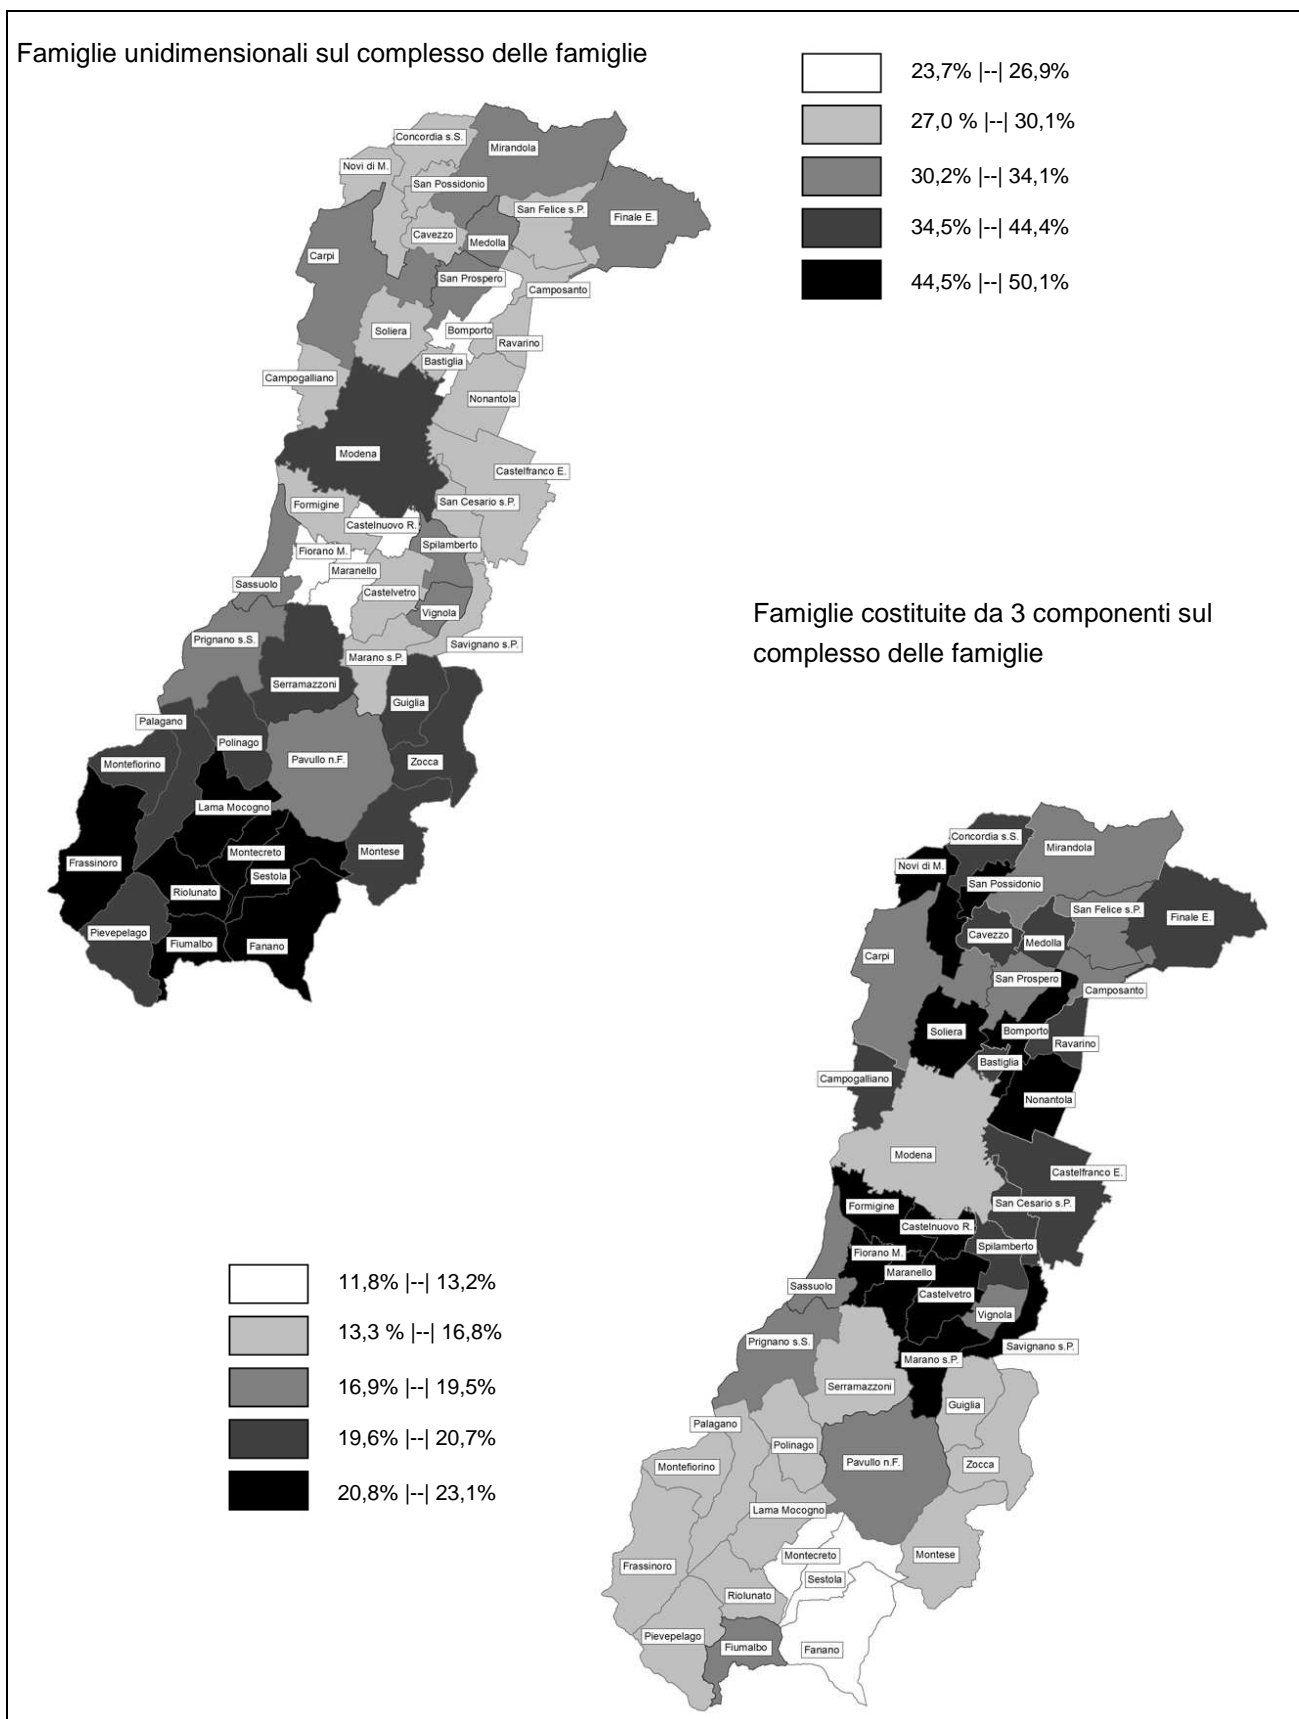 Famiglie unidimensionali sul complesso delle famiglie
23,7% |--| 26,9%
27,0 % |--| 30,1%
30,2% |--| 34,1%
34,5% |--| 44,4%
44,5% |--| 50,1%
Concordia s.S.
Mirandola
Novi di M.
San Possidonio
San Felice s.P.
Finale E.
Cavezzo
Medolla
Carpi
San Prospero
Camposanto
Soliera
Bomporto
Ravarino
Bastiglia
Campogalliano
Nonantola
Modena
Castelfranco E.
San Cesario s.P.
Formigine
Castelnuovo R.
Spilamberto
Fiorano M.
Maranello
Sassuolo
Castelvetro
Vignola
Prignano s.S.
Savignano s.P.
Marano s.P.
Serramazzoni
Guiglia
Palagano
Polinago
Pavullo n.F.
Zocca
Montefiorino
Lama Mocogno
Montecreto
Montese
Frassinoro
Sestola
Riolunato
Pievepelago
Fiumalbo
Fanano
Famiglie costituite da 3 componenti sul
complesso delle famiglie
11,8% |--| 13,2%
13,3 % |--| 16,8%
16,9% |--| 19,5%
19,6% |--| 20,7%
20,8% |--| 23,1%
Concordia s.S.
Mirandola
Novi di M.
San Possidonio
San Felice s.P.
Finale E.
Cavezzo
Medolla
Carpi
San Prospero
Camposanto
Soliera
Bomporto
Ravarino
Bastiglia
Campogalliano
Nonantola
Modena
Castelfranco E.
San Cesario s.P.
Formigine
Castelnuovo R.
Spilamberto
Fiorano M.
Maranello
Sassuolo
Castelvetro
Vignola
Prignano s.S.
Savignano s.P.
Marano s.P.
Serramazzoni
Guiglia
Palagano
Polinago
Pavullo n.F.
Zocca
Montefiorino
Lama Mocogno
Montecreto
Montese
Frassinoro
Sestola
Riolunato
Pievepelago
Fiumalbo
Fanano